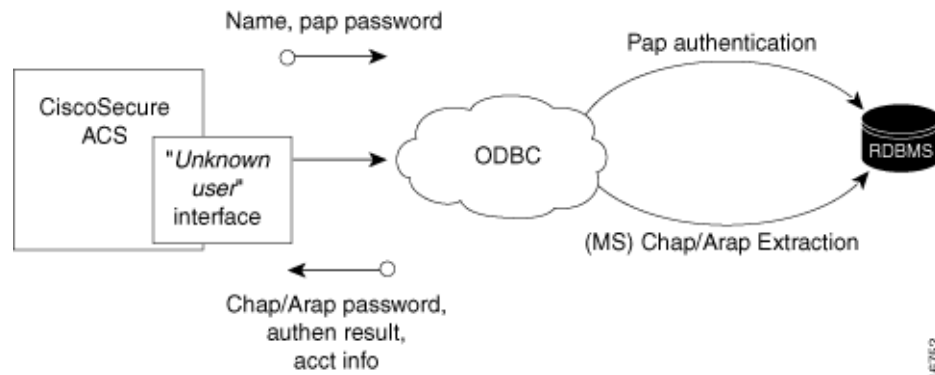 Name, pap password
Pap authentication
CiscoSecure
ACS
"Unknown
user"
interface
ODBC
RDBMS
(MS) Chap/Arap Extraction
Chap/Arap password,
authen result,
acct info